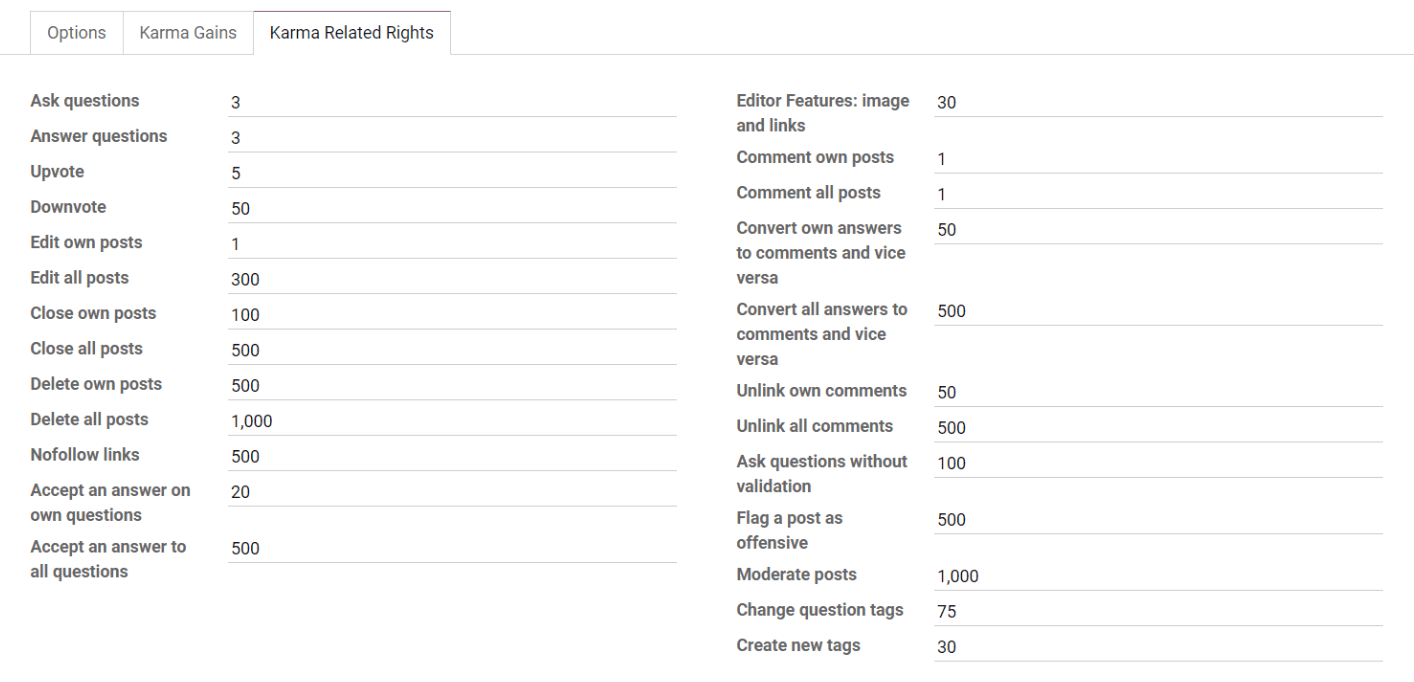 Options Karma Gains Karma Related Rights
Ask questions 3
Answer questions 3
Upvote 5
Downvote 50
Edit own posts 1
Edit all posts 300
Close own posts 100
Close all posts 500
Delete own posts 500
Delete all posts 1,000
Nofollow links 500
Accept an answer on 20
own questions
Accept an answer to 500
all questions
Editor Features: image 30
and links
Comment own posts 1
Comment all posts 1
Convert own answers 50
to comments and vice
versa
Convert all answers to 500
comments and vice
versa
Unlink own comments 50
Unlink all comments 500
Ask questions without 100
validation
Flag a post as 500
offensive
Moderate posts 1,000
Change question tags 75
Create new tags 30